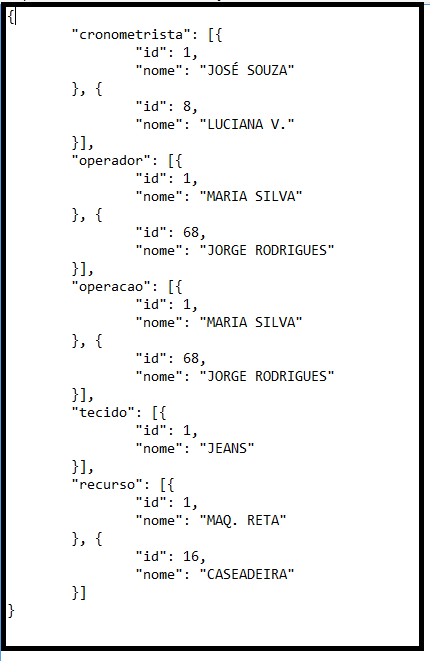 {
"cronometrista": [{
"id": 1,
"nome": "JOSÉ SOUZA"
}, {
"id": 8,
"nome": "LUCIANA V."
}],
"operador": [{
"id": 1,
"nome": "MARIA SILVA"
}, {
"id": 68,
"nome": "JORGE RODRIGUES"
}],
"operacao": [{
"id": 1,
"nome": "MARIA SILVA"
}, {
"id": 68,
"nome": "JORGE RODRIGUES"
}],
"tecido": [{
"id": 1,
"nome": "JEANS"
}],
"recurso": [{
"id": 1,
"nome": "MAQ. RETA"
}, {
"id": 16,
"nome": "CASEADEIRA"
}]
}